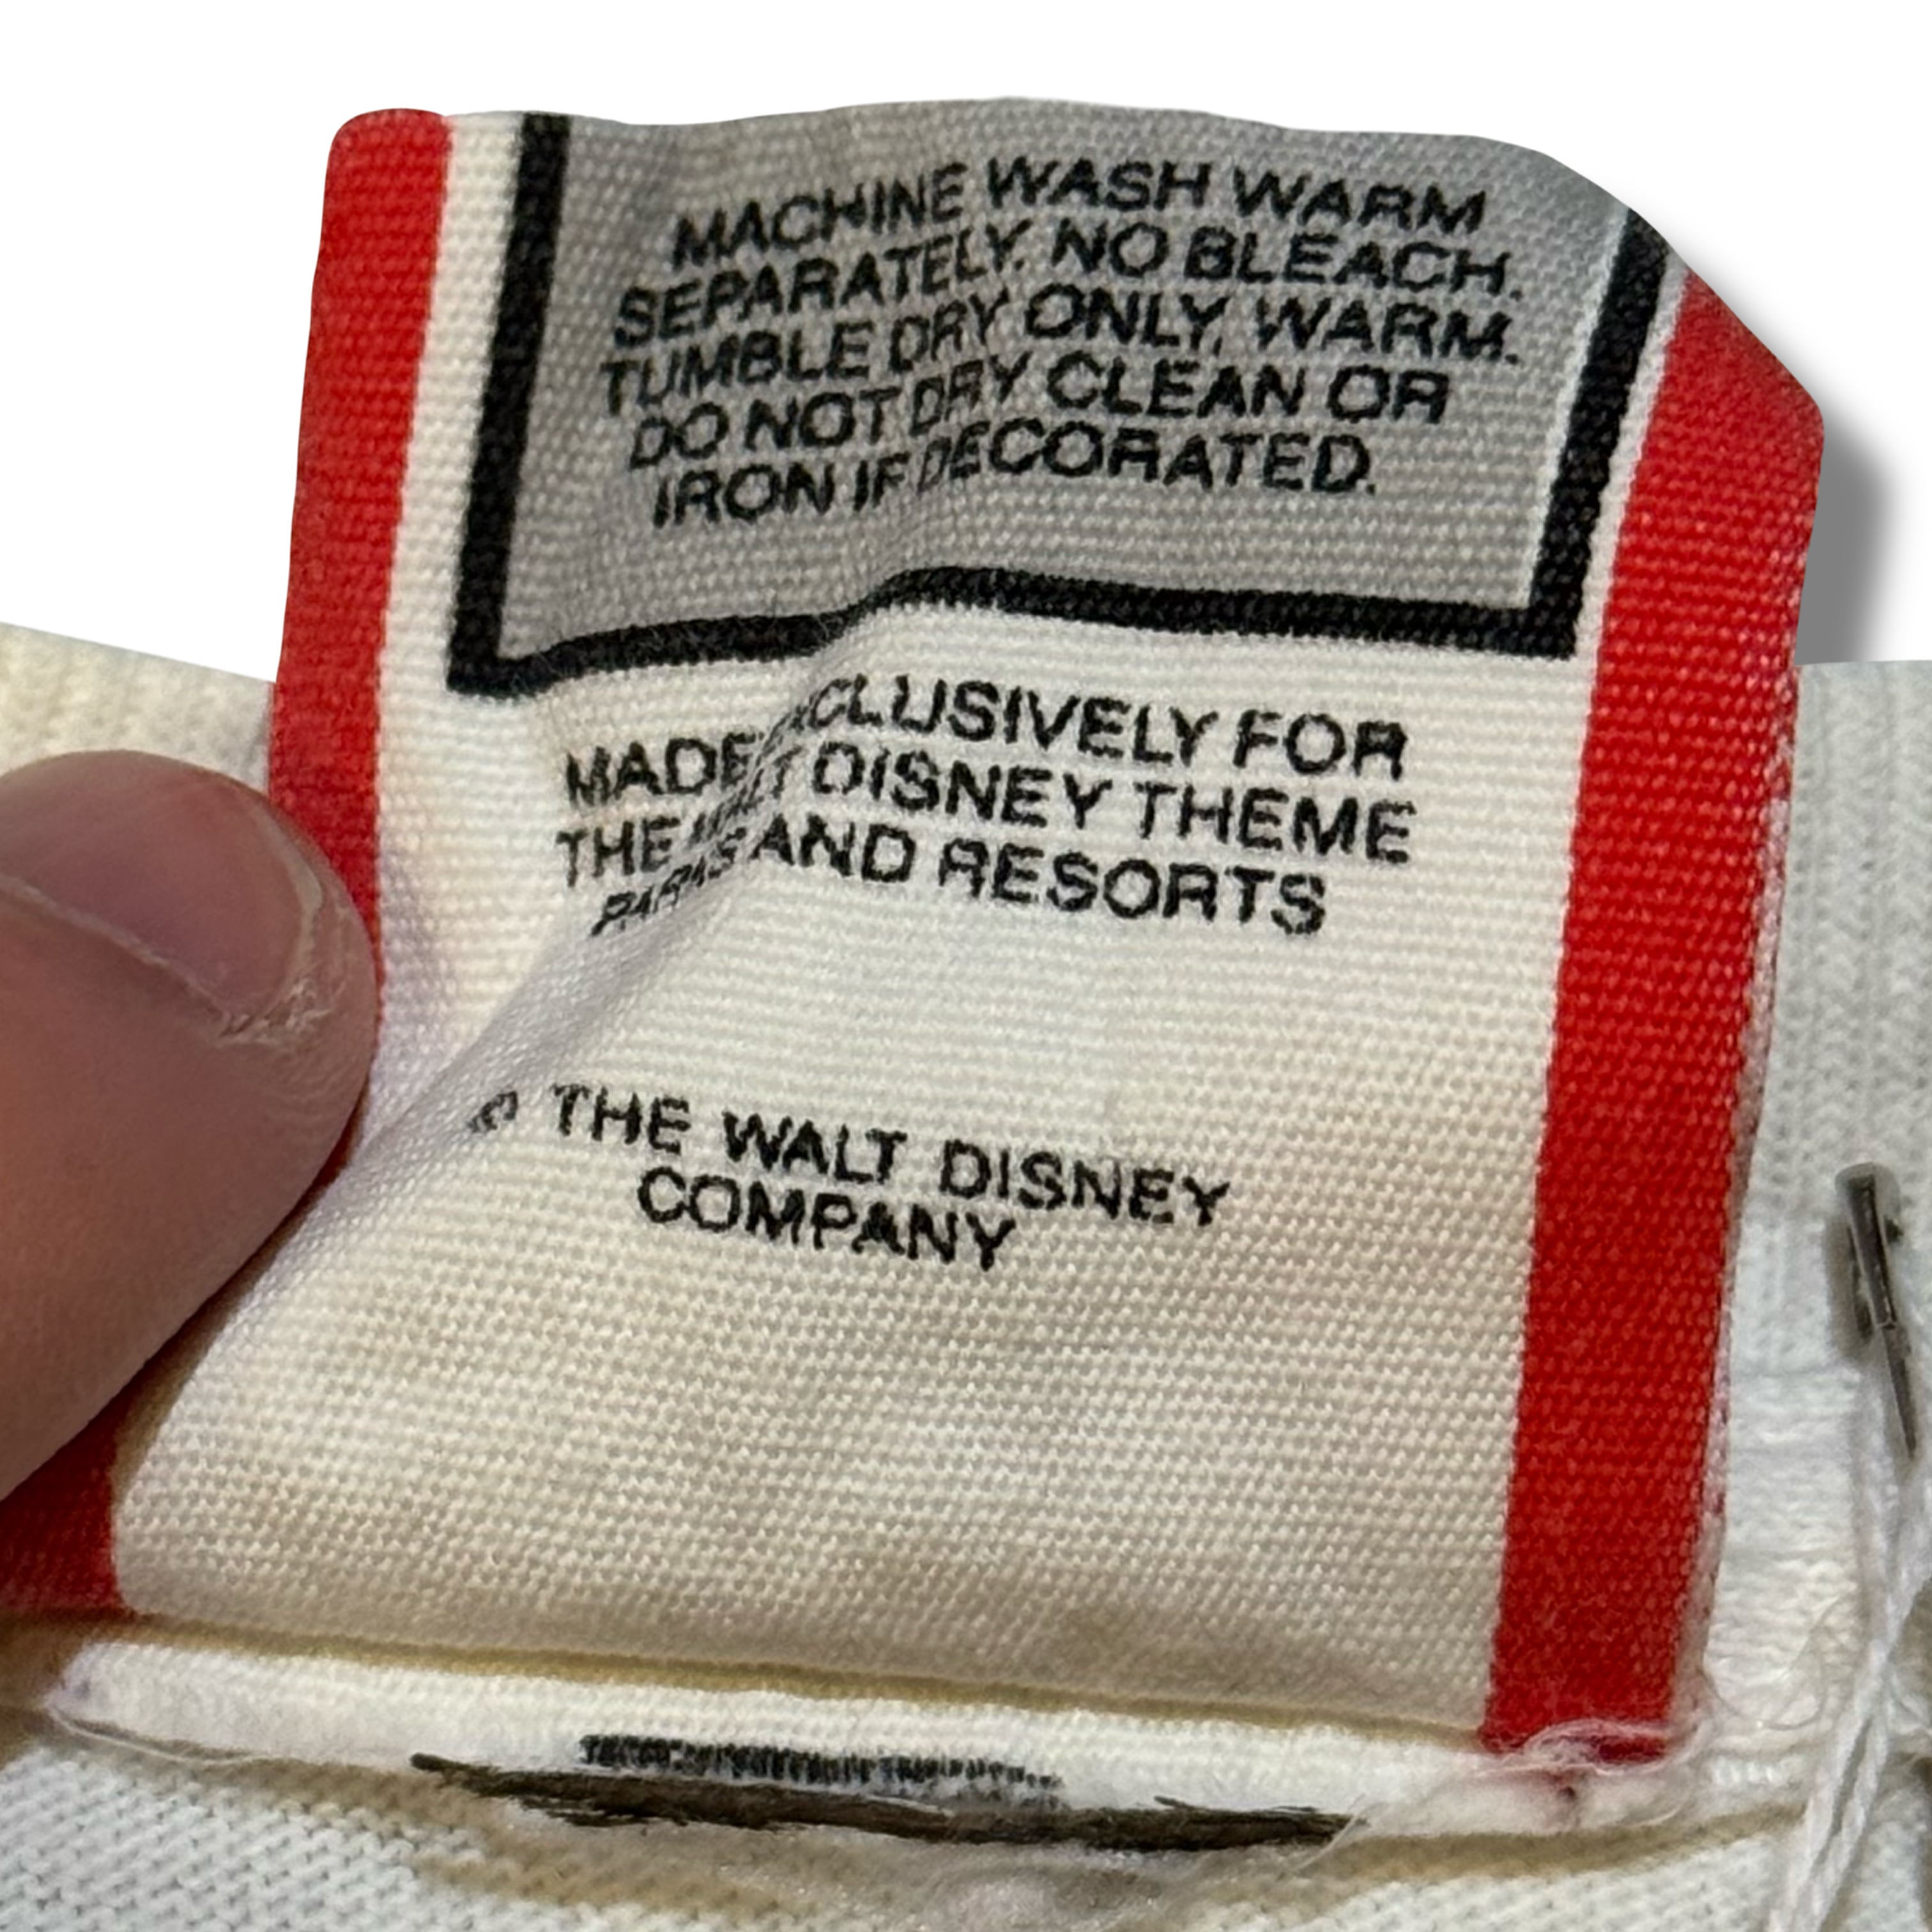 MACHINE WASH WARM
SEPARATELY. NO BLEACH.
TUMBLE DRY ONLY, WARM.
DO NOT DRY CLEAN OR
IRON IF DECORATED.
MADE EXCLUSIVELY FOR
THE WALT DISNEY THEME
PARKS AND RESORTS
© THE WALT DISNEY
COMPANY